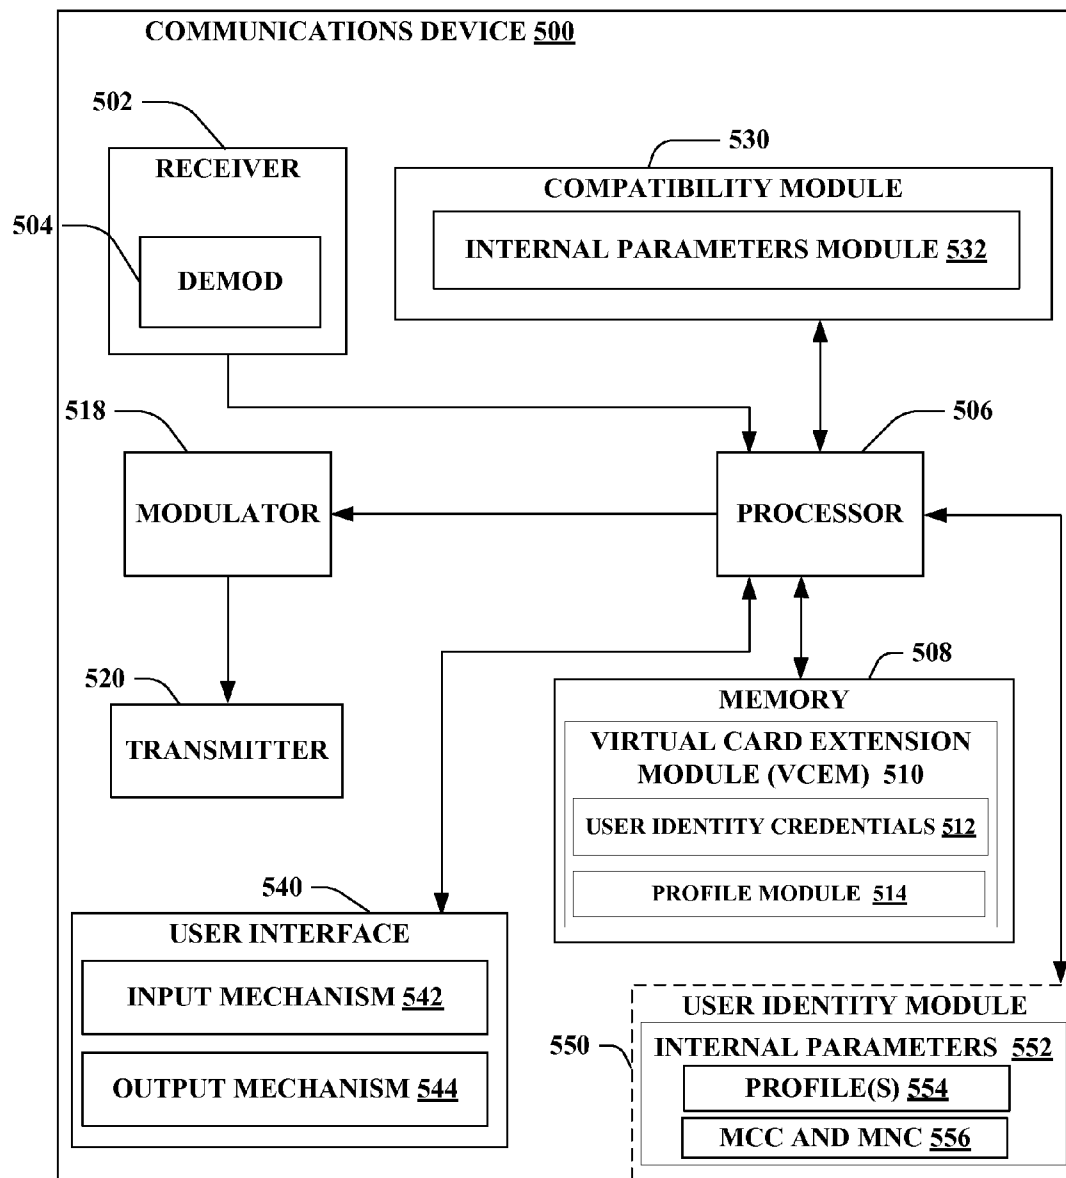 COMMUNICATIONS DEVICE 500
502
RECEIVER
504
DEMOD
530
COMPATIBILITY MODULE
INTERNAL PARAMETERS MODULE 532
518
MODULATOR
506
PROCESSOR
520
TRANSMITTER
508
MEMORY
VIRTUAL CARD EXTENSION
MODULE (VCEM) 510
USER IDENTITY CREDENTIALS 512
PROFILE MODULE 514
540
USER INTERFACE
INPUT MECHANISM 542
OUTPUT MECHANISM 544
550
USER IDENTITY MODULE
INTERNAL PARAMETERS 552
PROFILE(S) 554
MCC AND MNC 556